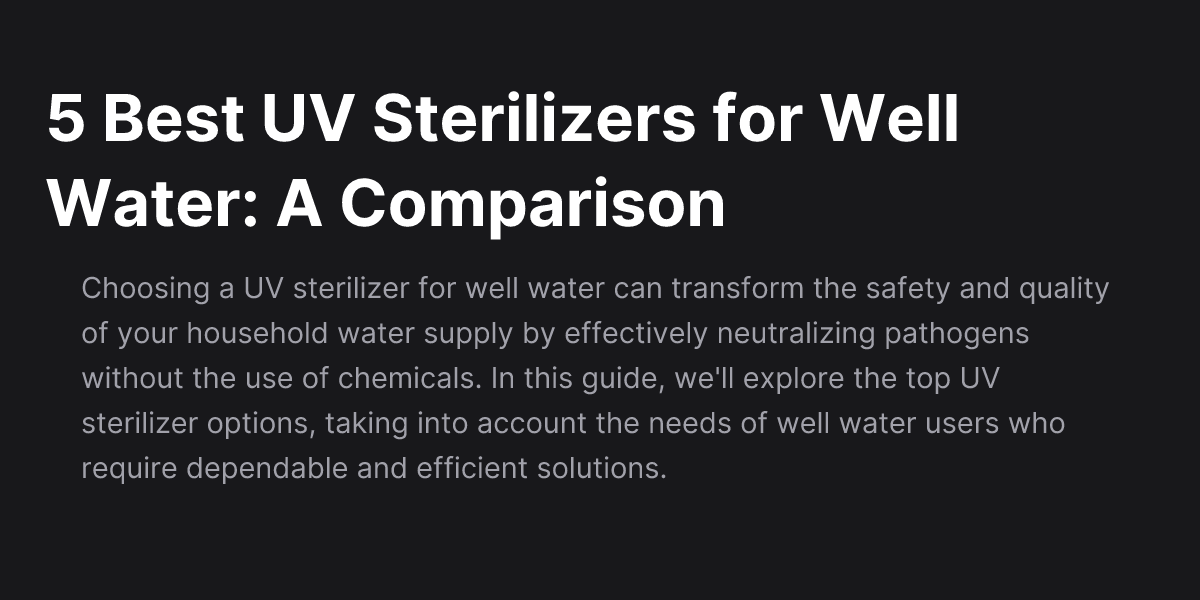 5 Best UV Sterilizers for Well
Water: A Comparison
Choosing a UV sterilizer for well water can transform the safety and quality
of your household water supply by effectively neutralizing pathogens
without the use of chemicals. In this guide, we'll explore the top UV
sterilizer options, taking into account the needs of well water users who
require dependable and efficient solutions.